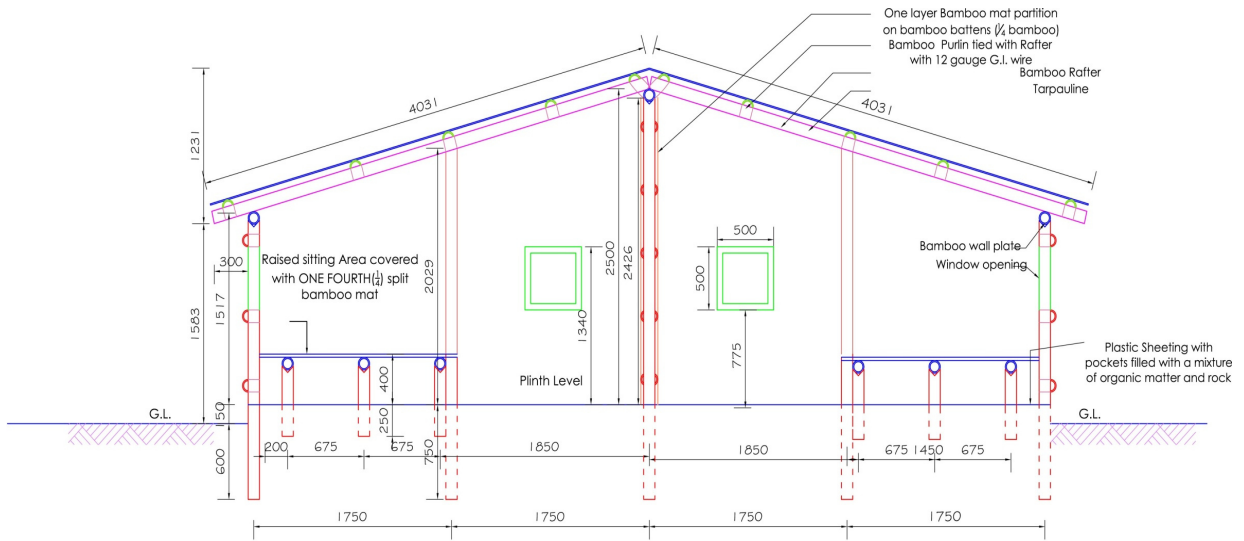 One layer Bamboo mat partition
on bamboo battens (¼ bamboo)
Bamboo Purlin tied with Rafter
with 12 gauge G.I. wire
Bamboo Rafter
Tarpauline
4031
4031
1231
Bamboo wall plate
Window opening
500
500
2500
2426
2029
300
Raised sitting Area covered
with ONE FOURTH(¼) split
bamboo mat
1517
1583
1340
775
Plastic Sheeting with
pockets filled with a mixture
of organic matter and rock
Plinth Level
400
250
150
G.L.
G.L.
600
200
675
675
750
1850
1850
675
1450
675
1750
1750
1750
1750